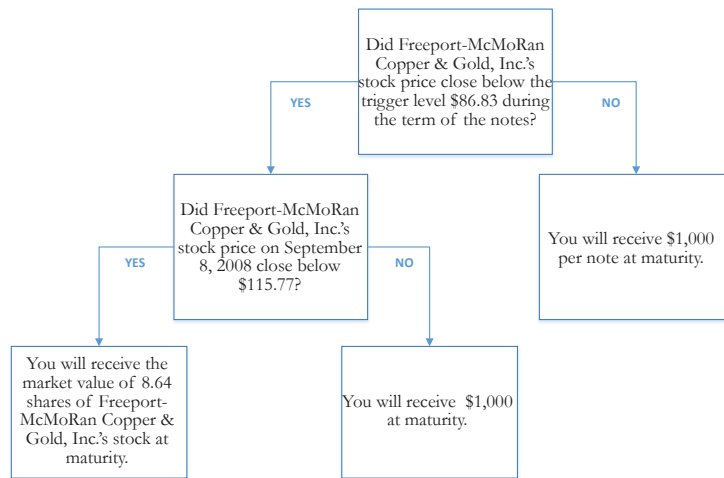 Did Freeport-McMoRan
Copper & Gold, Inc.'s
stock price close below the
trigger level $86.83 during
the term of the notes?
YES
NO
Did Freeport-McMoRan
Copper & Gold, Inc.'s
stock price on September
8, 2008 close below
$115.77?
You will receive $1,000
per note at maturity.
YES
NO
You will receive the
market value of 8.64
shares of Freeport-
McMoRan Copper &
Gold, Inc.'s stock at
maturity.
You will receive $1,000
at maturity.